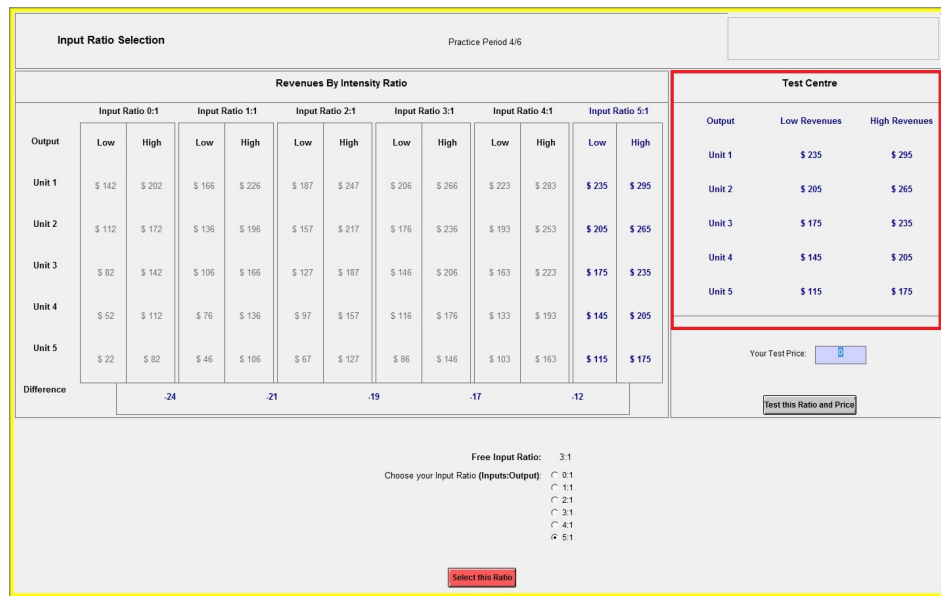 Input Ratio Selection
Practice Period 4/6
Revenues By Intensity Ratio
Input Ratio 0:1 Input Ratio 1:1 Input Ratio 2:1 Input Ratio 3:1 Input Ratio 4:1 Input Ratio 5:1
Output Low High Low High Low High Low High Low High Low High
Unit 1 $ 142 $ 202 $ 166 $ 226 $ 187 $ 247 $ 206 $ 266 $ 223 $ 283 $ 235 $ 295
Unit 2 $ 112 $ 172 $ 136 $ 196 $ 157 $ 217 $ 176 $ 236 $ 193 $ 253 $ 205 $ 265
Unit 3 $ 82 $ 142 $ 106 $ 166 $ 127 $ 187 $ 146 $ 206 $ 163 $ 223 $ 175 $ 235
Unit 4 $ 52 $ 112 $ 76 $ 136 $ 97 $ 157 $ 116 $ 176 $ 133 $ 193 $ 145 $ 205
Unit 5 $ 22 $ 82 $ 46 $ 106 $ 67 $ 127 $ 86 $ 146 $ 103 $ 163 $ 115 $ 175
Difference -24 -21 -19 -17 -12
Test Centre
Output Low Revenues High Revenues
Unit 1 $ 235 $ 295
Unit 2 $ 205 $ 265
Unit 3 $ 175 $ 235
Unit 4 $ 145 $ 205
Unit 5 $ 115 $ 175
Your Test Price: 0
Test this Ratio and Price
Free Input Ratio: 3:1
Choose your Input Ratio (Inputs:Output): 0:1
1:1
2:1
3:1
4:1
5:1
Select this Ratio